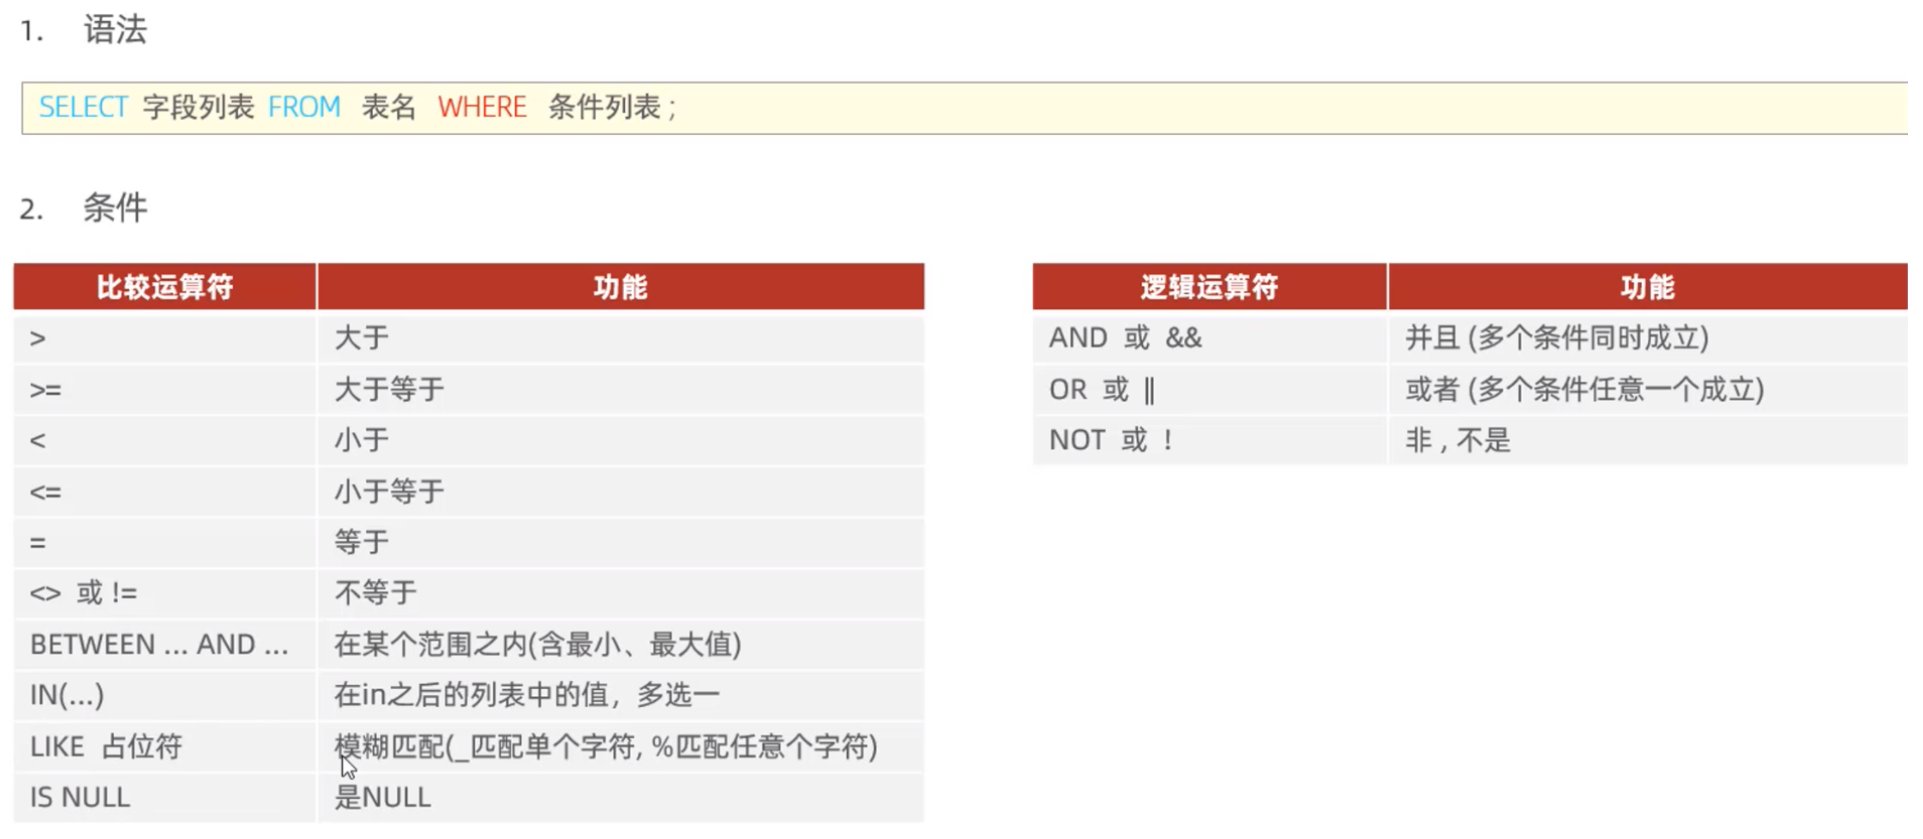 1. 语法
SELECT 字段列表 FROM 表名 WHERE 条件列表 ;
2. 条件
比较运算符 功能
> 大于
>= 大于等于
< 小于
<= 小于等于
= 等于
<> 或 != 不等于
BETWEEN ... AND ... 在某个范围之内(含最小、最大值)
IN(...) 在in之后的列表中的值，多选一
LIKE 占位符 模糊匹配(_匹配单个字符, %匹配任意个字符)
IS NULL 是NULL
逻辑运算符 功能
AND 或 && 并且 (多个条件同时成立)
OR 或 || 或者 (多个条件任意一个成立)
NOT 或 ! 非 , 不是